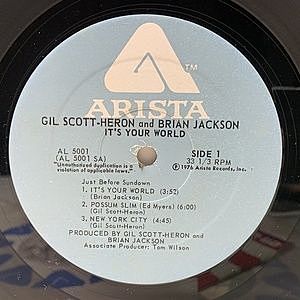 TM
ARISTA
GIL SCOTT-HERON and BRIAN JACKSON
IT'S YOUR WORLD
AL 5001
(AL 5001 SA)
"Unauthorized duplication is a
violation of applicable laws."
SIDE 1
33 1/3 RPM
℗ 1976 Arista Records, Inc.
Just Before Sundown
1. IT'S YOUR WORLD (3:52)
(Brian Jackson)
2. POSSUM SLIM (Ed Myers) (6:00)
(Gil Scott-Heron)
3. NEW YORK CITY (4:45)
(Gil Scott-Heron)
PRODUCED BY GIL SCOTT-HERON and
BRIAN JACKSON
Associate Producer: Tom Wilson